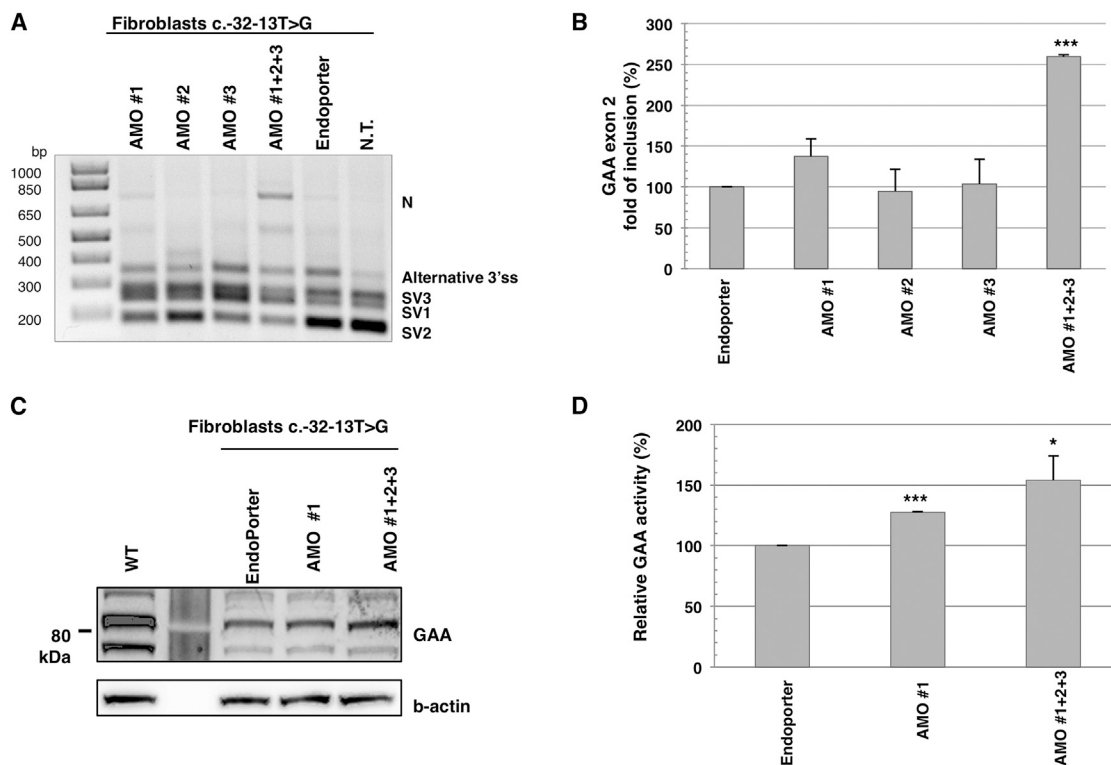 A
Fibroblasts c.-32-13T>G
AMO #1
AMO #2
AMO #3
AMO #1+2+3
Endoporter
N.T.
bp
1000
850
650
500
400
300
200
N
Alternative 3'ss
SV3
SV1
SV2
B
GAA exon 2
fold of inclusion (%)
300
250
200
150
100
50
0
***
Endoporter
AMO #1
AMO #2
AMO #3
AMO #1+2+3
C
Fibroblasts c.-32-13T>G
WT
EndoPorter
AMO #1
AMO #1+2+3
80
kDa
GAA
b-actin
D
Relative GAA activity (%)
200
150
100
50
0
***
*
Endoporter
AMO #1
AMO #1+2+3